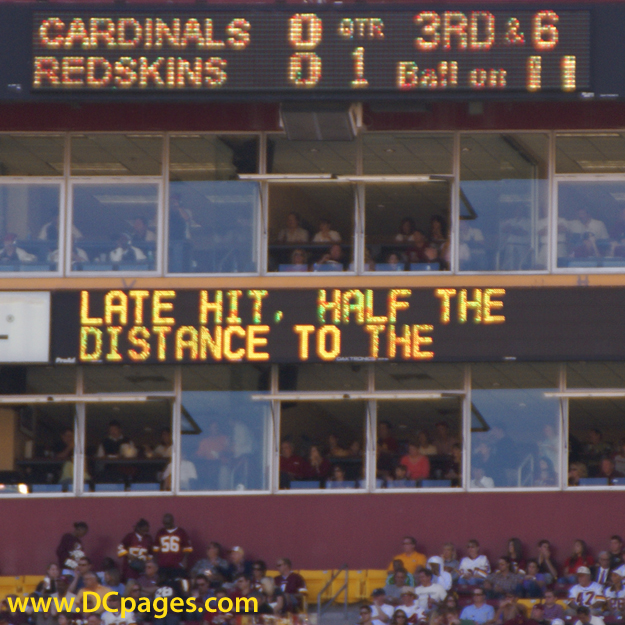 CARDINALS 0 QTR 3RD & 6
REDSKINS 0 1 Ball on 11
LATE HIT, HALF THE
DISTANCE TO THE
56
www.DCpages.com